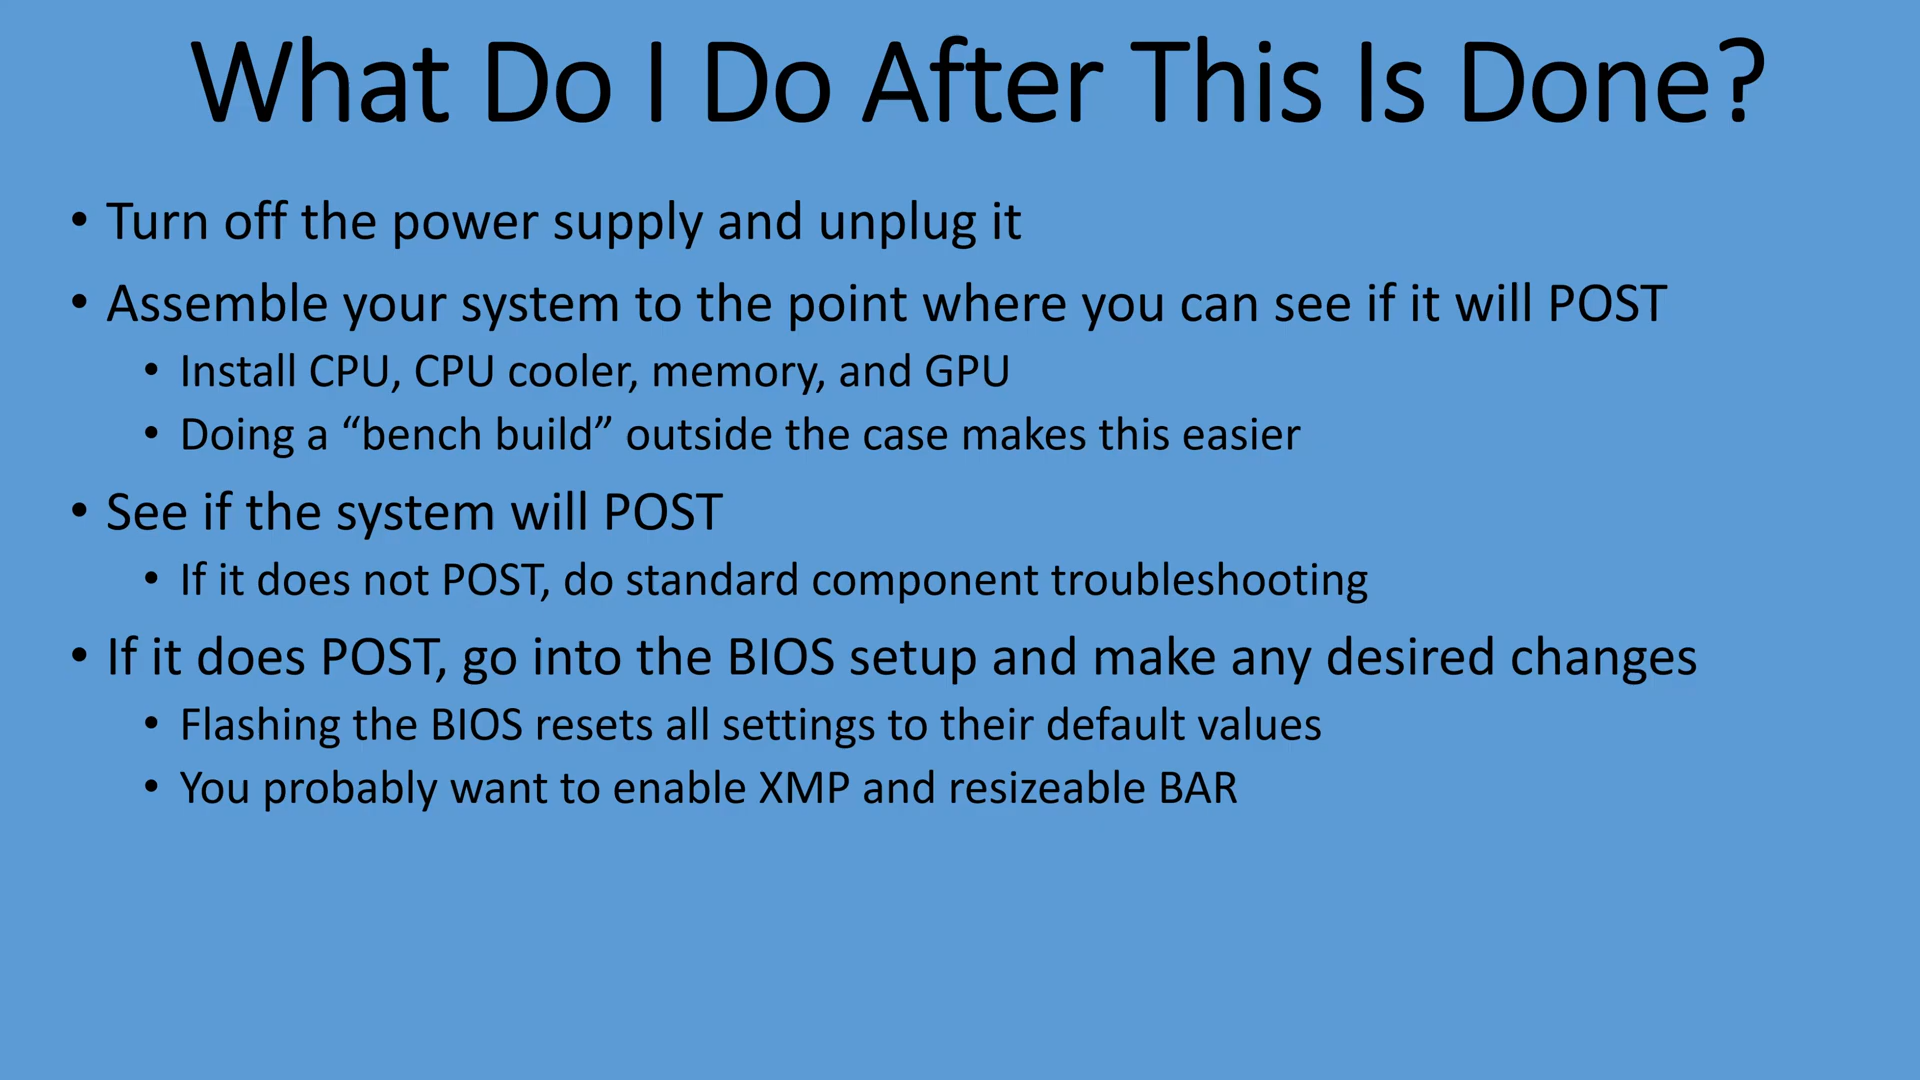 What Do I Do After This Is Done?
• Turn off the power supply and unplug it
• Assemble your system to the point where you can see if it will POST
• Install CPU, CPU cooler, memory, and GPU
• Doing a “bench build” outside the case makes this easier
• See if the system will POST
• If it does not POST, do standard component troubleshooting
• If it does POST, go into the BIOS setup and make any desired changes
• Flashing the BIOS resets all settings to their default values
• You probably want to enable XMP and resizeable BAR